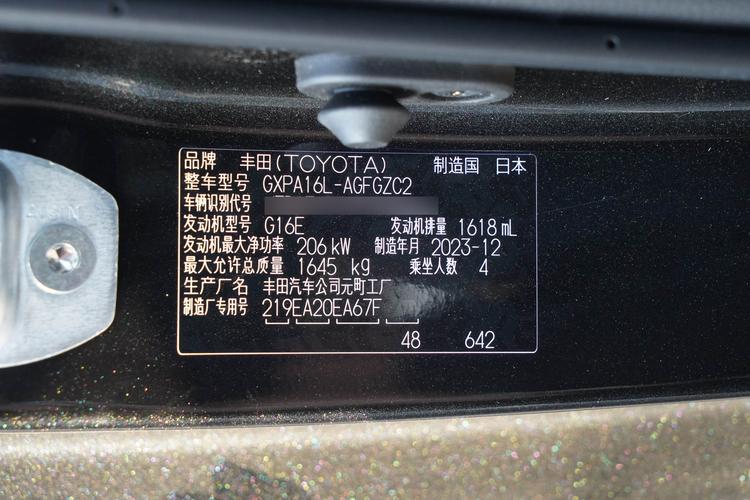 品牌 丰田(TOYOTA) 制造国 日本
整车型号 GXPA16L-AGFGZC2
车辆识别代号
发动机型号 G16E 发动机排量 1618 mL
发动机最大净功率 206 kW 制造年月 2023-12
最大允许总质量 1645 kg 乘坐人数 4
生产厂名 丰田汽车公司元町工厂
制造厂专用号 219EA20EA67F
48 642